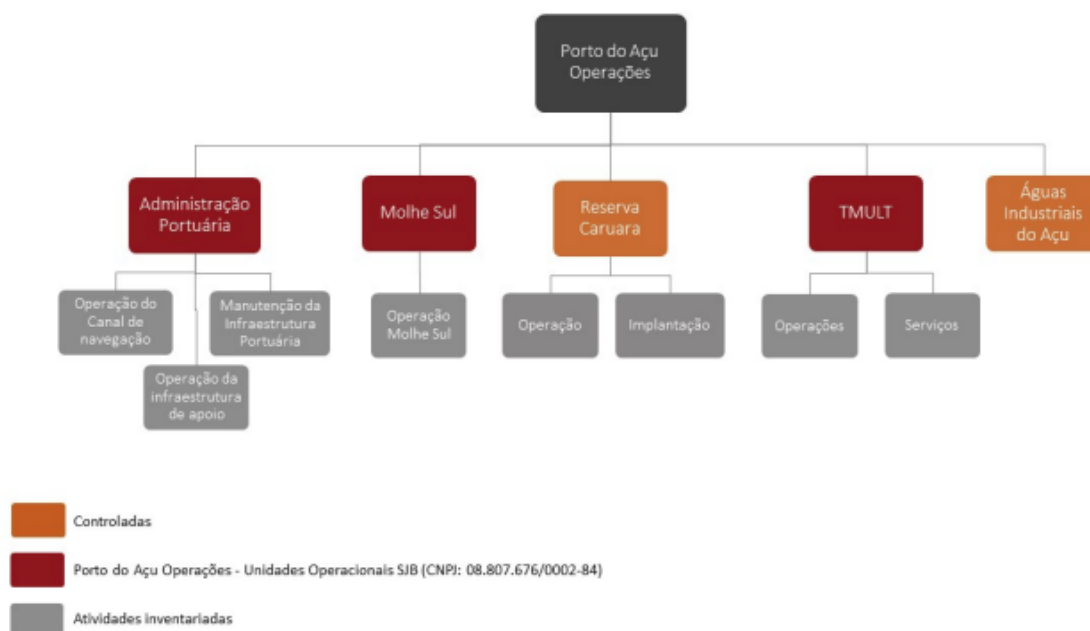 Porto do Açu
Operações
Administração
Portuária
Molhe Sul
Reserva
Caruara
TMULT
Águas
Industriais
do Açu
Operação do
Canal de
navegação
Manutenção da
Infraestrutura
Portuária
Operação da
infraestrutura
de apoio
Operação
Molhe Sul
Operação
Implantação
Operações
Serviços
Controladas
Porto do Açu Operações - Unidades Operacionais SJB (CNPJ: 08.807.676/0002-84)
Atividades inventariadas